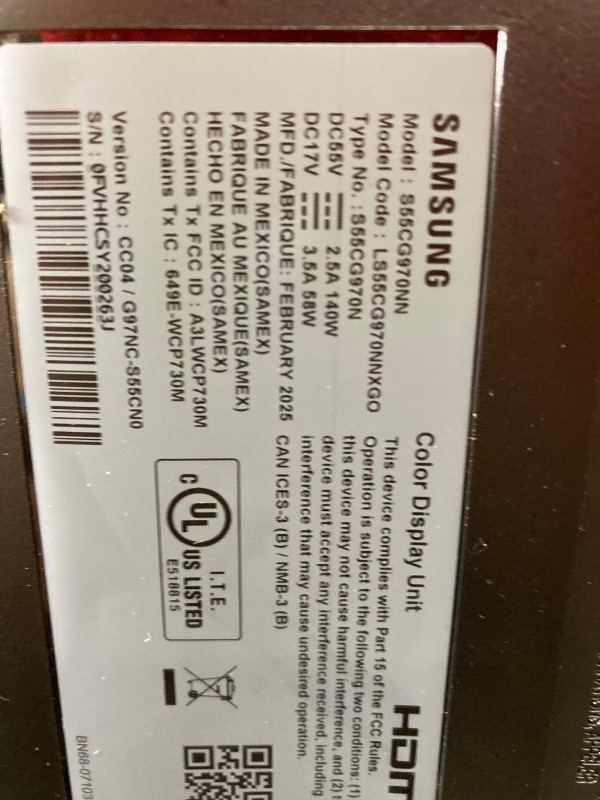 SAMSUNG
Model : S55CG970NN
Model Code : LS55CG970NNXGO
Type No. : S55CG970N
DC55V 2.5A 140W
DC17V 3.5A 58W
MFD./FABRIQUE: FEBRUARY 2025
MADE IN MEXICO(SAMEX)
FABRIQUE AU MEXIQUE(SAMEX)
HECHO EN MEXICO(SAMEX)
Contains Tx FCC ID : A3LWCP730M
Contains Tx IC : 649E-WCP730M
Version No : CC04 / G97NC-S55CN0
S/N : 0FVHHCSY200263J
Color Display Unit
This device complies with Part 15 of the FCC Rules.
Operation is subject to the following two conditions: (1)
this device may not cause harmful interference, and (2) t
device must accept any interference received, including
interference that may cause undesired operation.
CAN ICES-3 (B) / NMB-3 (B)
I.T.E.
C UL US LISTED
E518815
HDM
BN68-07103